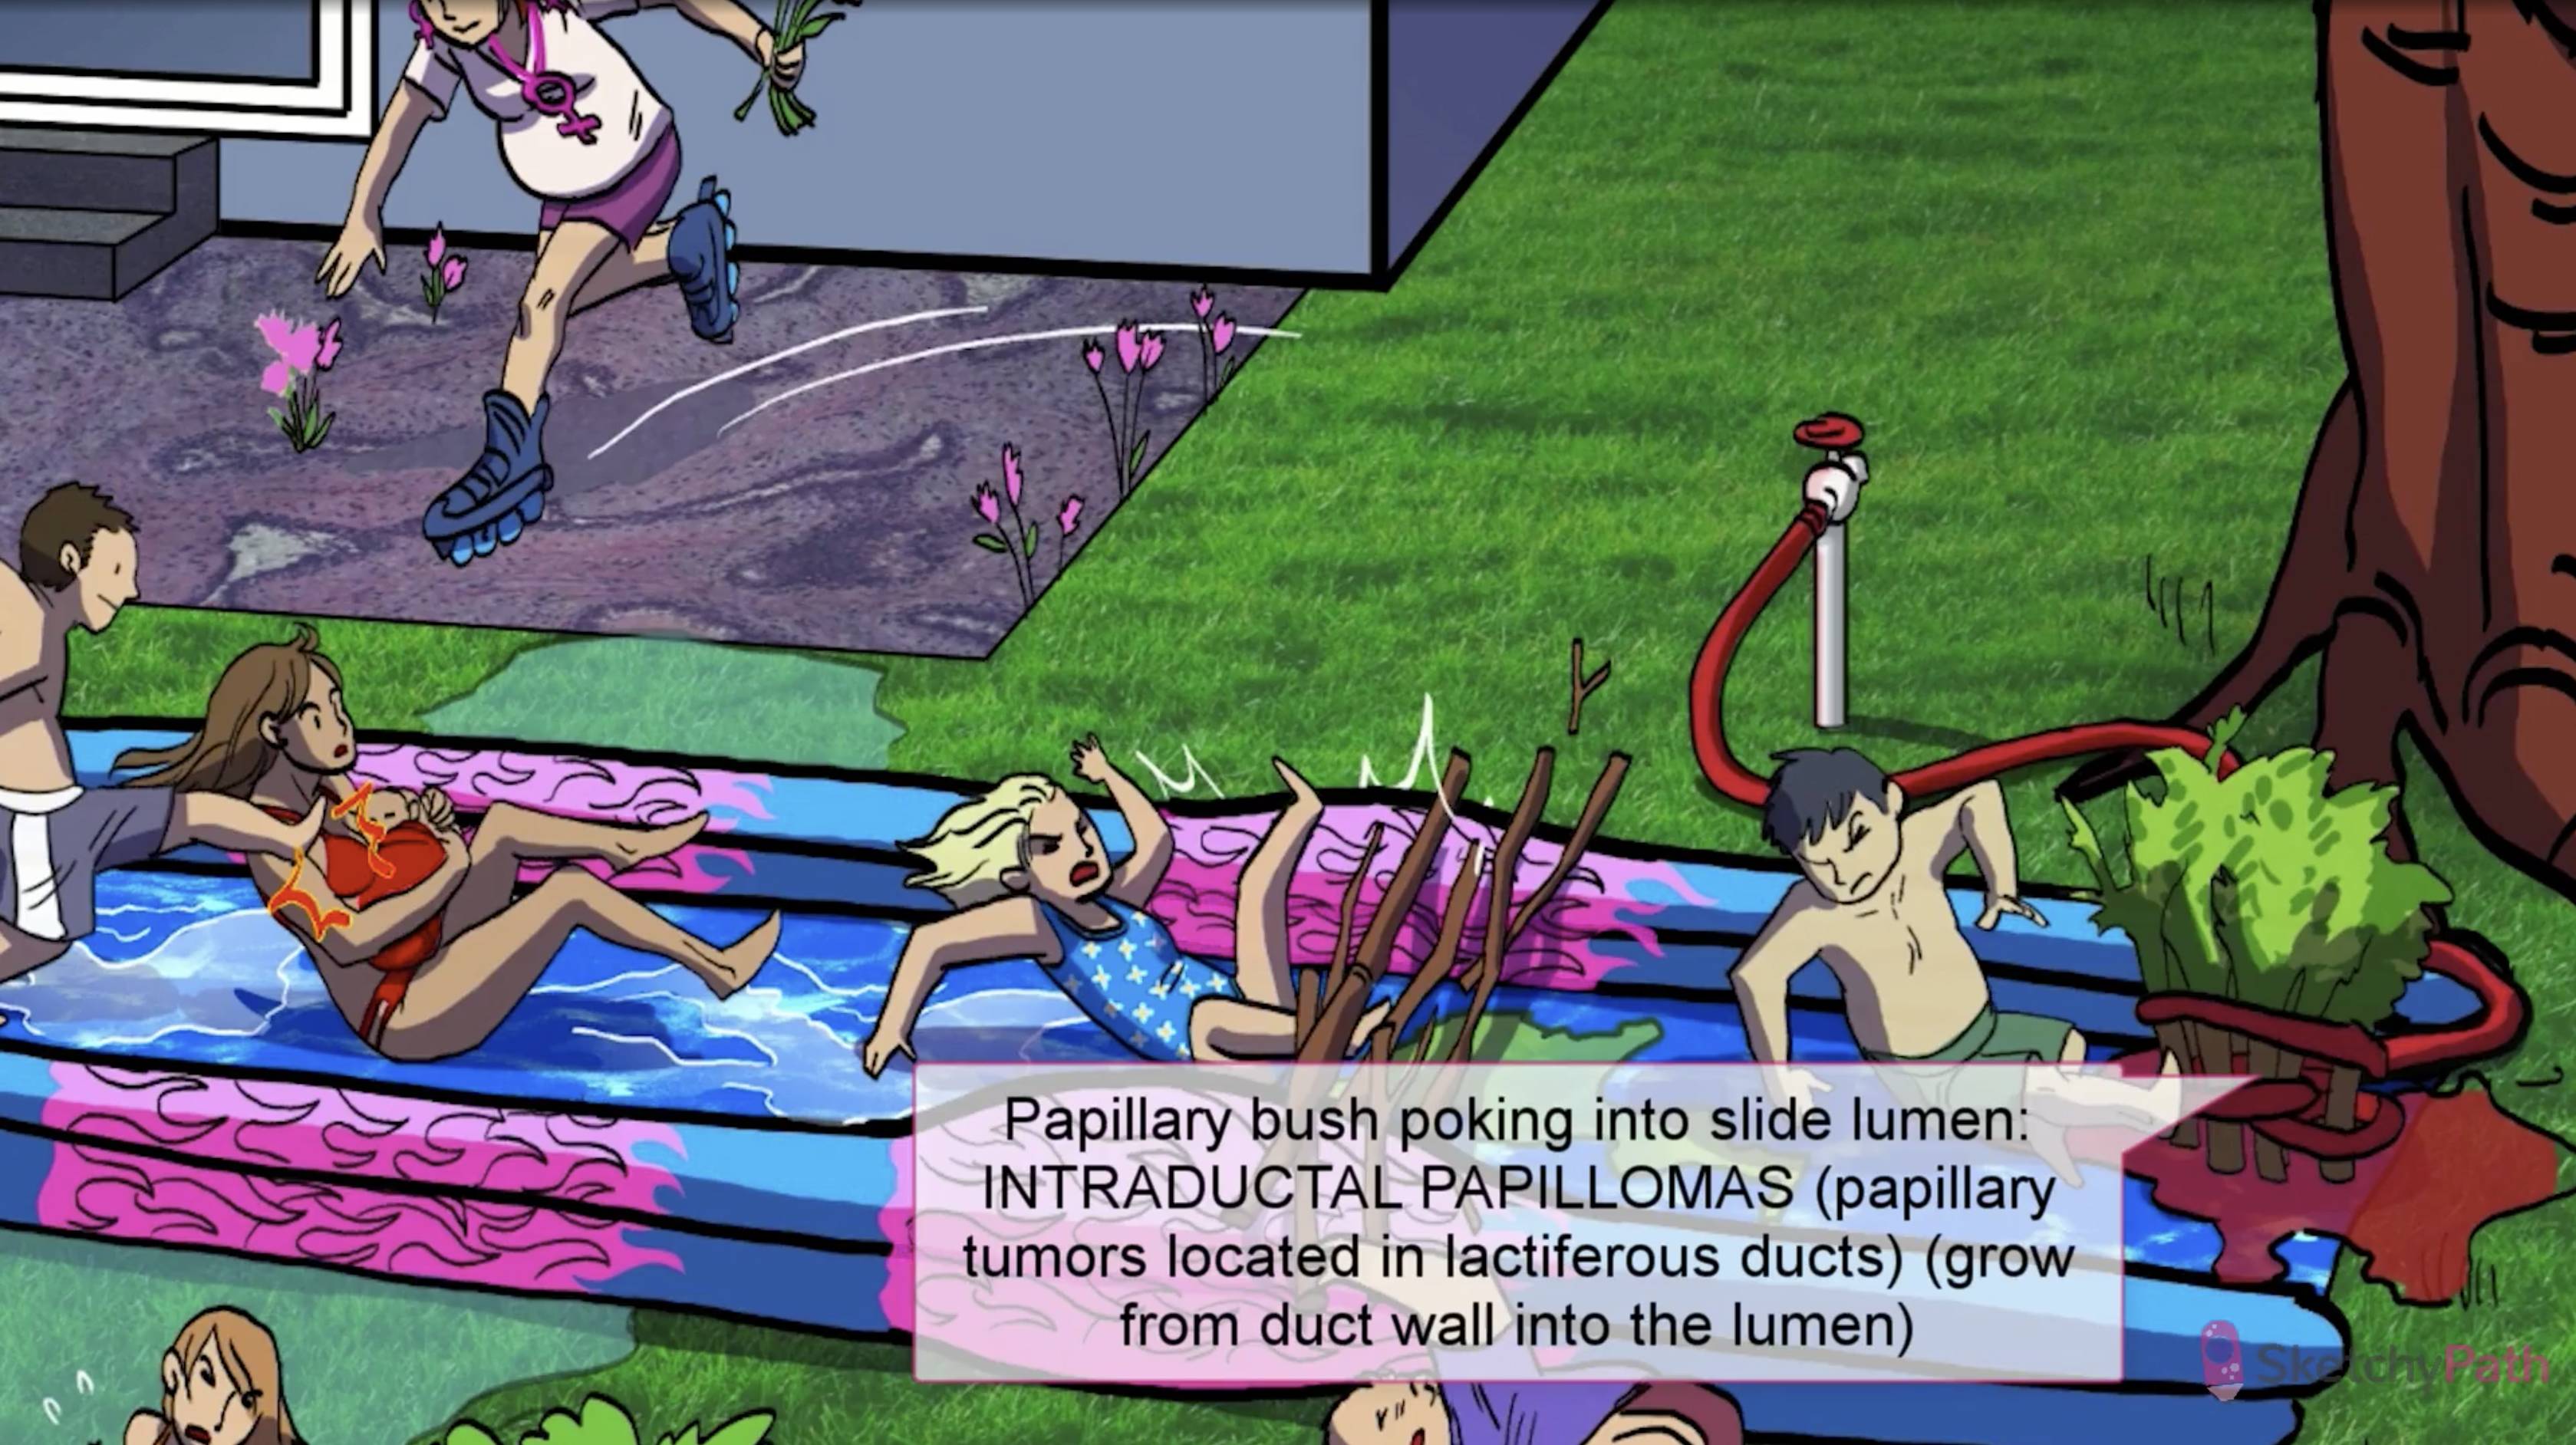 Papillary bush poking into slide lumen:
INTRADUCTAL PAPILLOMAS (papillary
tumors located in lactiferous ducts) (grow
from duct wall into the lumen)
SketchyPath